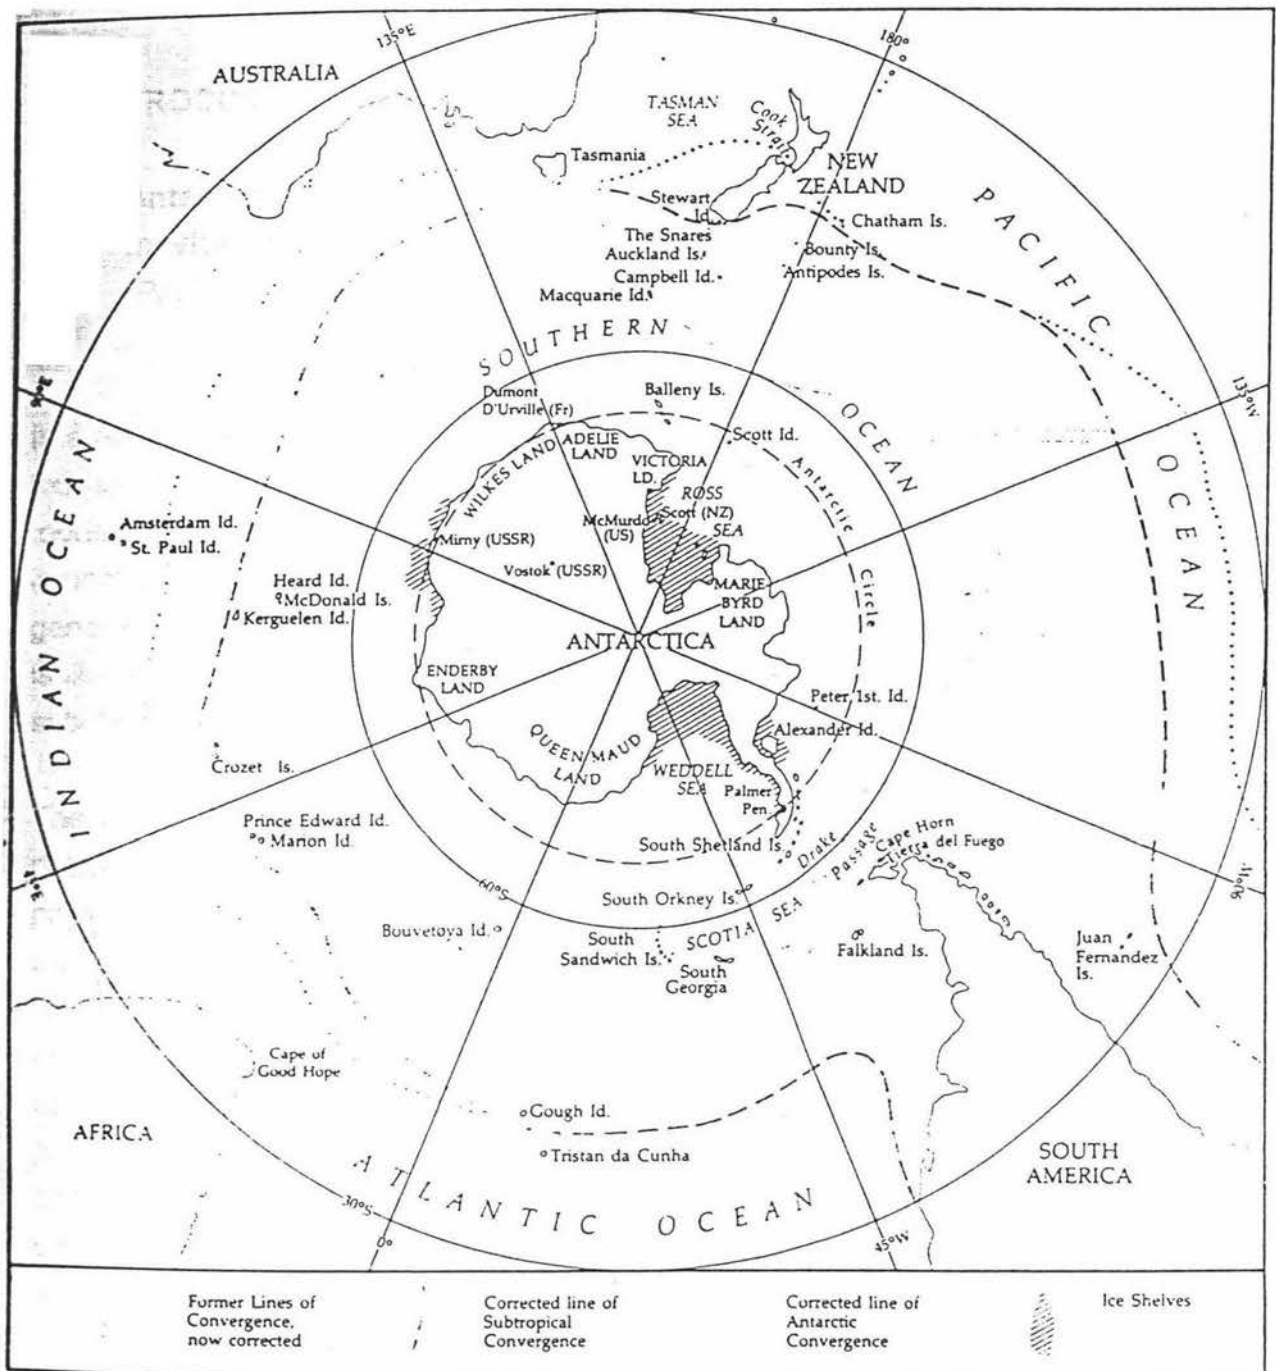 135°E
180°
AUSTRALIA
TASMAN
SEA
Cook
Strait
Tasmania
NEW
ZEALAND
PACIFIC
OCEAN
Stewart
Id.
The Snares
Auckland Is.
Campbell Id.
Macquarie Id.
Chatham Is.
Bounty Is.
Antipodes Is.
SOUTHERN
OCEAN
135°W
Dumont
D'Urville (Fr)
Balleny Is.
Scott Id.
Antarctic
Circle
ADELIE
LAND
WILKES LAND
VICTORIA
LD.
ROSS
SEA
Scott (NZ)
McMurdo
(US)
Mirny (USSR)
Vostok (USSR)
MARIE
BYRD
LAND
ANTARCTICA
INDIAN OCEAN
Amsterdam Id.
St. Paul Id.
Heard Id.
McDonald Is.
Kerguelen Id.
ENDERBY
LAND
QUEEN MAUD
LAND
WEDDELL
SEA
Peter 1st. Id.
Alexander Id.
Palmer
Pen.
Crozet Is.
Prince Edward Id.
Marion Id.
South Shetland Is.
Drake
Passage
Cape Horn
Tierra del Fuego
60°S
90°W
South Orkney Is.
SCOTIA SEA
Bouvetoya Id.
South
Sandwich Is.
South
Georgia
Falkland Is.
Juan
Fernandez
Is.
Cape of
Good Hope
AFRICA
Gough Id.
Tristan da Cunha
SOUTH
AMERICA
ATLANTIC OCEAN
30°S
0°
45°W
Former Lines of
Convergence,
now corrected
Corrected line of
Subtropical
Convergence
Corrected line of
Antarctic
Convergence
Ice Shelves